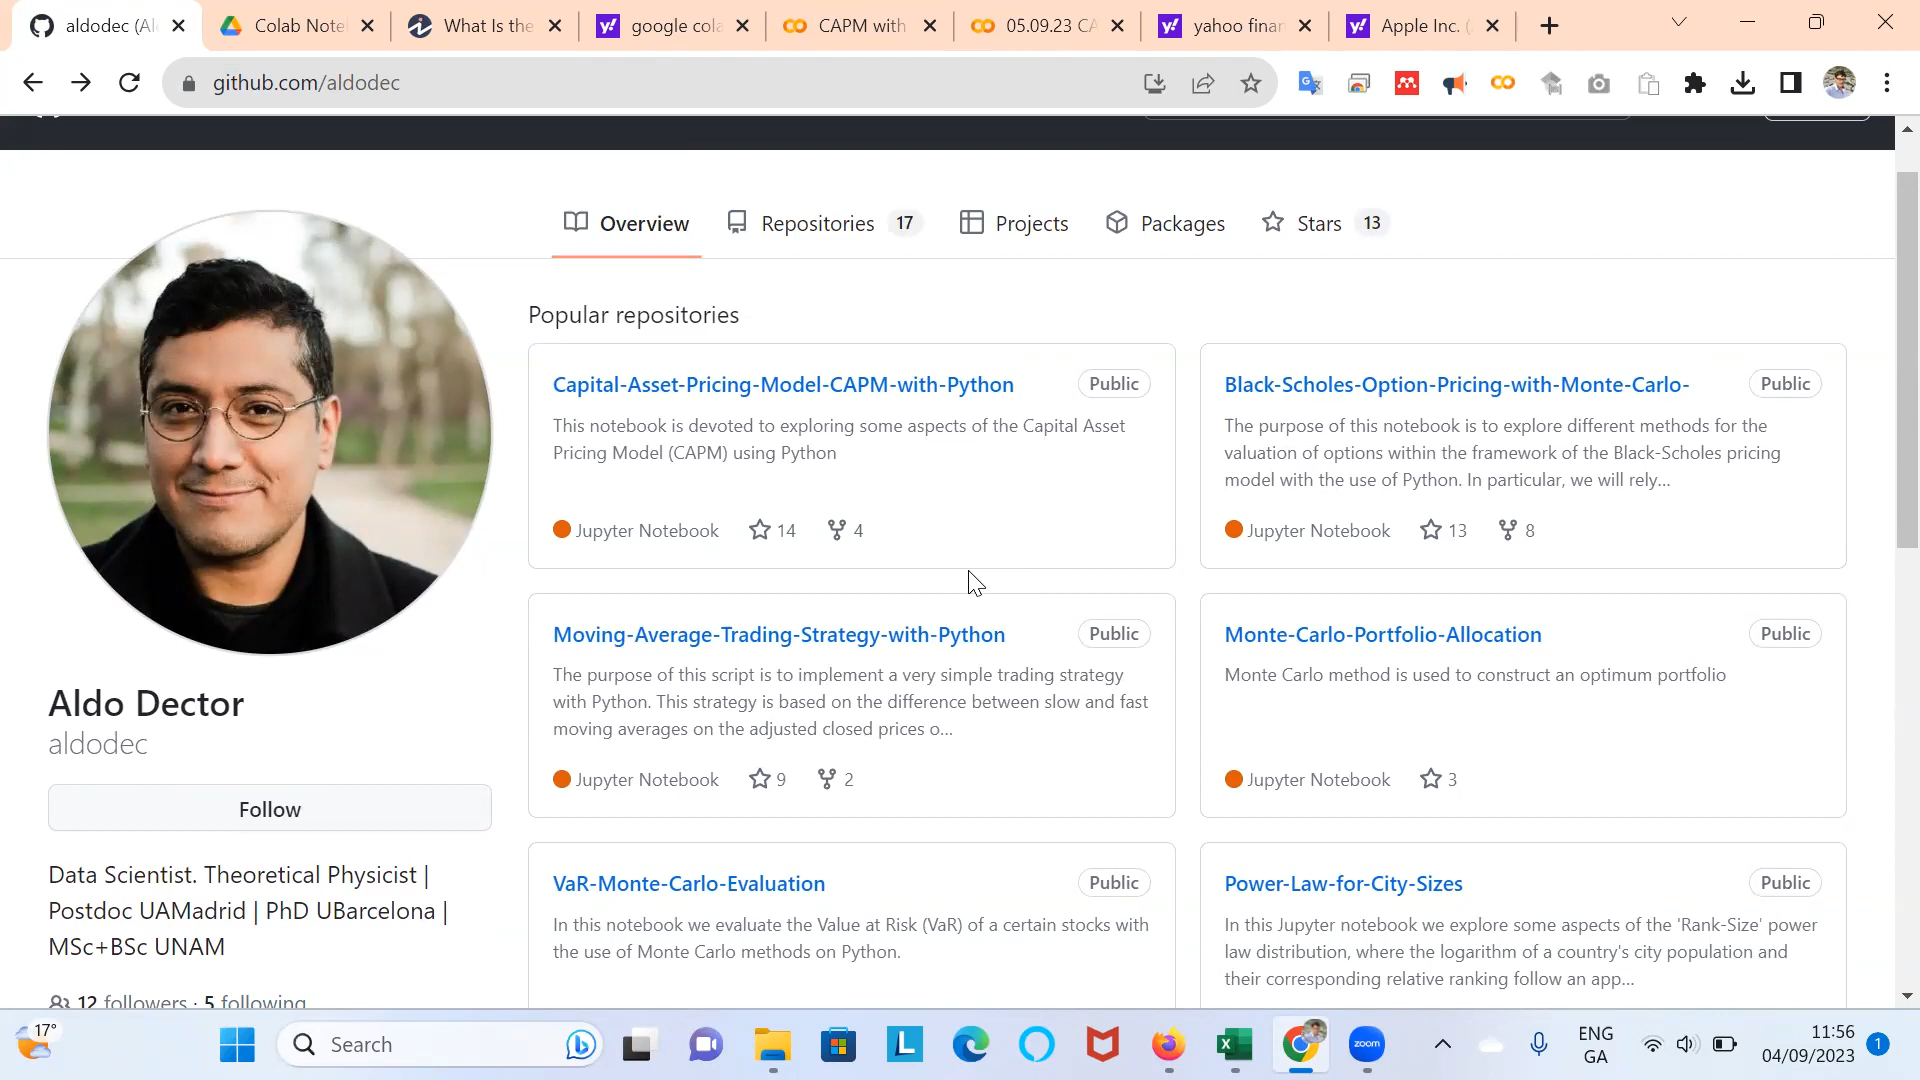 aldodec (Al
Colab Note
What Is the
google cola
CAPM with
05.09.23 CA
yahoo finan
Apple Inc. (
github.com/aldodec
Overview
Repositories 17
Projects
Packages
Stars 13
Popular repositories
Capital-Asset-Pricing-Model-CAPM-with-Python Public
This notebook is devoted to exploring some aspects of the Capital Asset
Pricing Model (CAPM) using Python
Jupyter Notebook 14 4
Black-Scholes-Option-Pricing-with-Monte-Carlo- Public
The purpose of this notebook is to explore different methods for the
valuation of options within the framework of the Black-Scholes pricing
model with the use of Python. In particular, we will rely...
Jupyter Notebook 13 8
Moving-Average-Trading-Strategy-with-Python Public
The purpose of this script is to implement a very simple trading strategy
with Python. This strategy is based on the difference between slow and fast
moving averages on the adjusted closed prices o...
Jupyter Notebook 9 2
Monte-Carlo-Portfolio-Allocation Public
Monte Carlo method is used to construct an optimum portfolio
Jupyter Notebook 3
VaR-Monte-Carlo-Evaluation Public
In this notebook we evaluate the Value at Risk (VaR) of a certain stocks with
the use of Monte Carlo methods on Python.
Power-Law-for-City-Sizes Public
In this Jupyter notebook we explore some aspects of the 'Rank-Size' power
law distribution, where the logarithm of a country's city population and
their corresponding relative ranking follow an app...
Aldo Dector
aldodec
Follow
Data Scientist. Theoretical Physicist |
Postdoc UAMadrid | PhD UBarcelona |
MSc+BSc UNAM
12 followers · 5 following
17°
Search
zoom
ENG
GA
11:56
04/09/2023
1